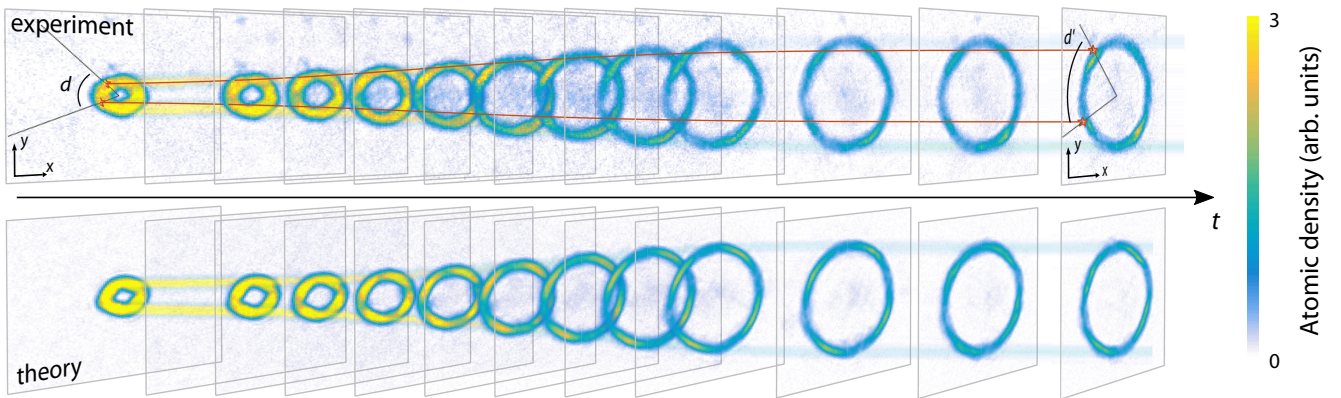 experiment
d
y
x
d'
y
x
t
theory
3
Atomic density (arb. units)
0